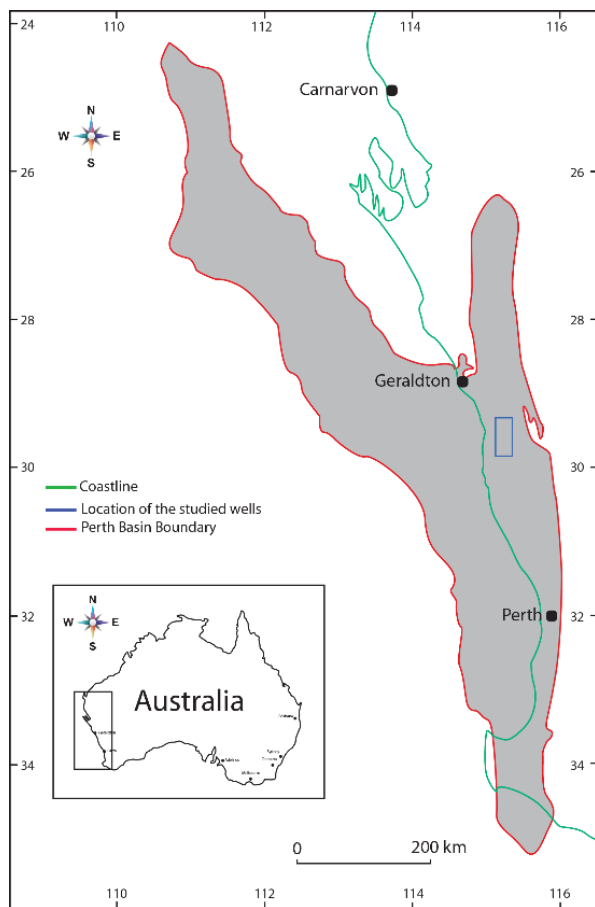 24
110
112
114
116
Carnarvon
N
W E
S
26
26
28
28
Geraldton
30
30
Coastline
Location of the studied wells
Perth Basin Boundary
N
W E
S
Australia
Perth
32
32
34
34
0 200 km
110
112
114
116